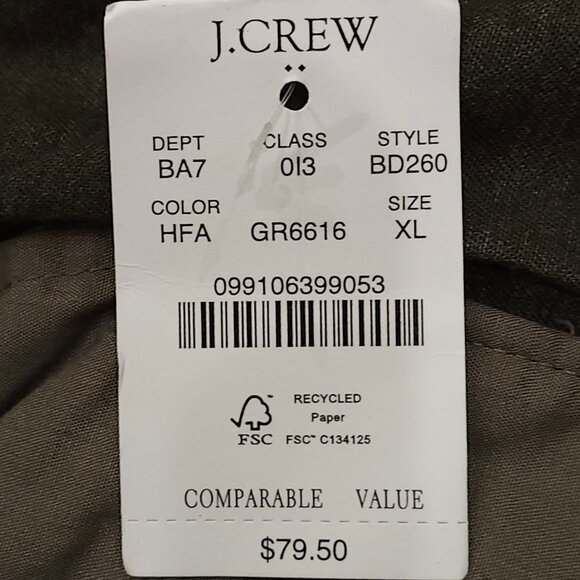 J.CREW
DEPT CLASS STYLE
BA7 0I3 BD260
COLOR SIZE
HFA GR6616 XL
099106399053
RECYCLED
Paper
FSC FSC™ C134125
COMPARABLE VALUE
$79.50